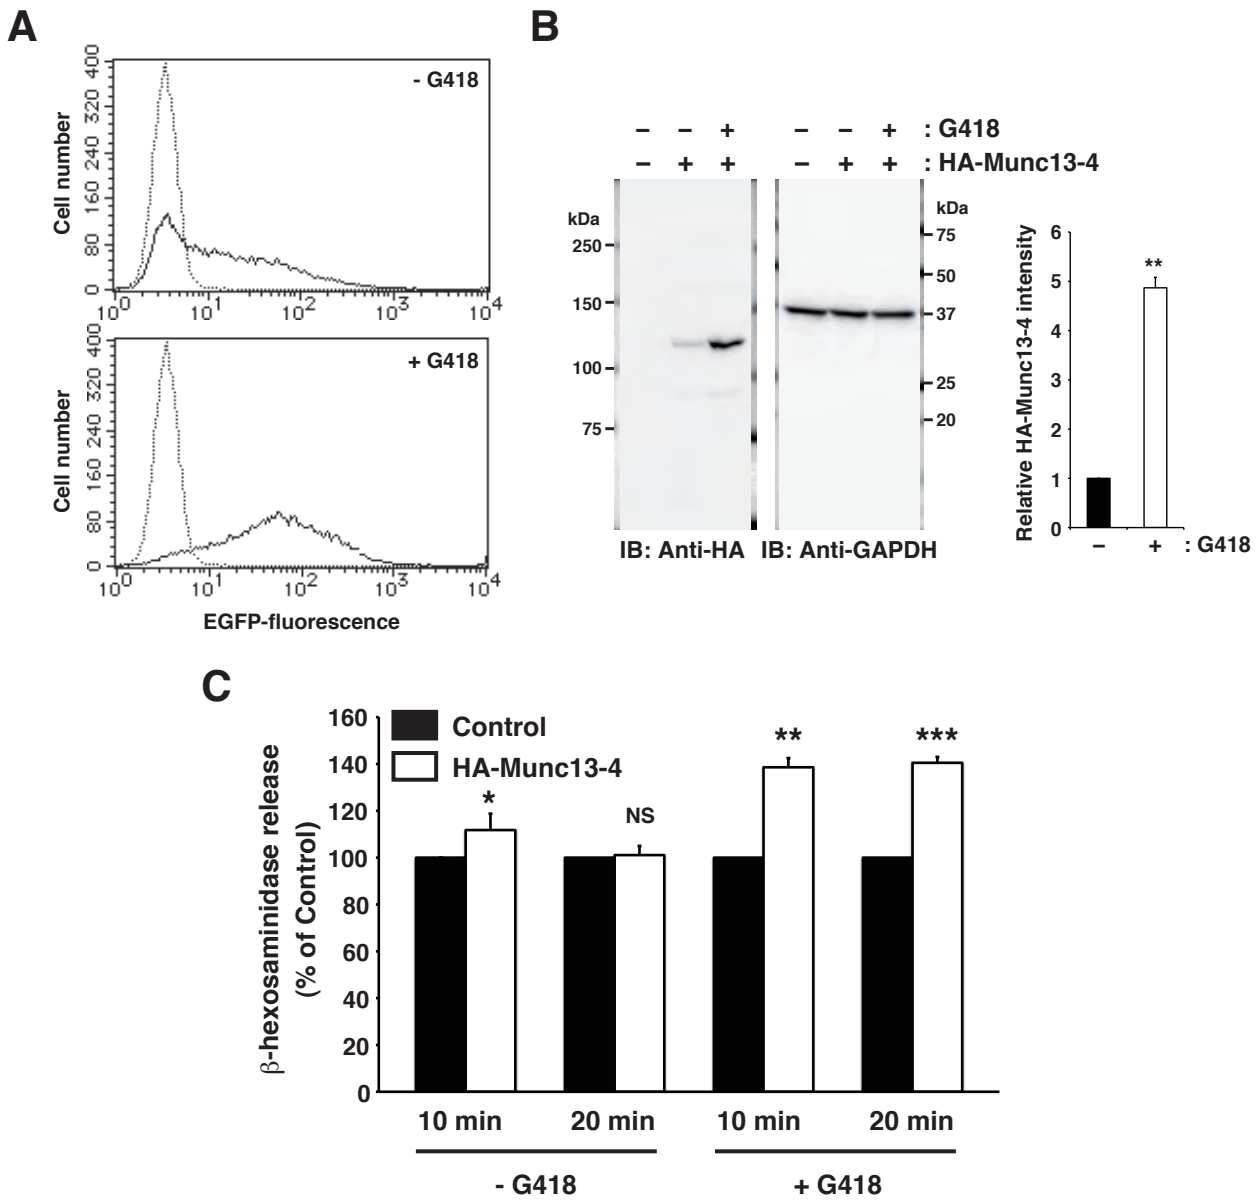 A
- G418
Cell number
400
320
240
160
80
0
10^0 10^1 10^2 10^3 10^4
+ G418
Cell number
400
320
240
160
80
0
10^0 10^1 10^2 10^3 10^4
EGFP-fluorescence
B
− − + − − + : G418
− + + − + + : HA-Munc13-4
kDa
250
150
100
75
kDa
75
50
37
25
20
IB: Anti-HA IB: Anti-GAPDH
Relative HA-Munc13-4 intensity
6
5
4
3
2
1
0
**
− + : G418
C
β-hexosaminidase release
(% of Control)
160
140
120
100
80
60
40
20
0
Control
HA-Munc13-4
* NS ** ***
10 min 20 min 10 min 20 min
- G418 + G418